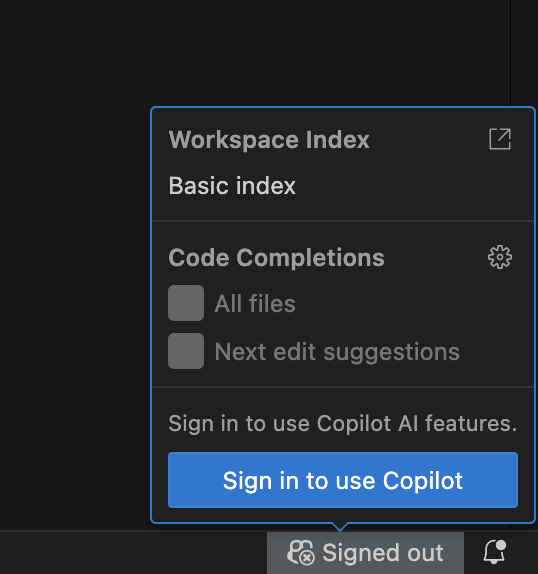 Workspace Index
Basic index
Code Completions
All files
Next edit suggestions
Sign in to use Copilot AI features.
Sign in to use Copilot
Signed out